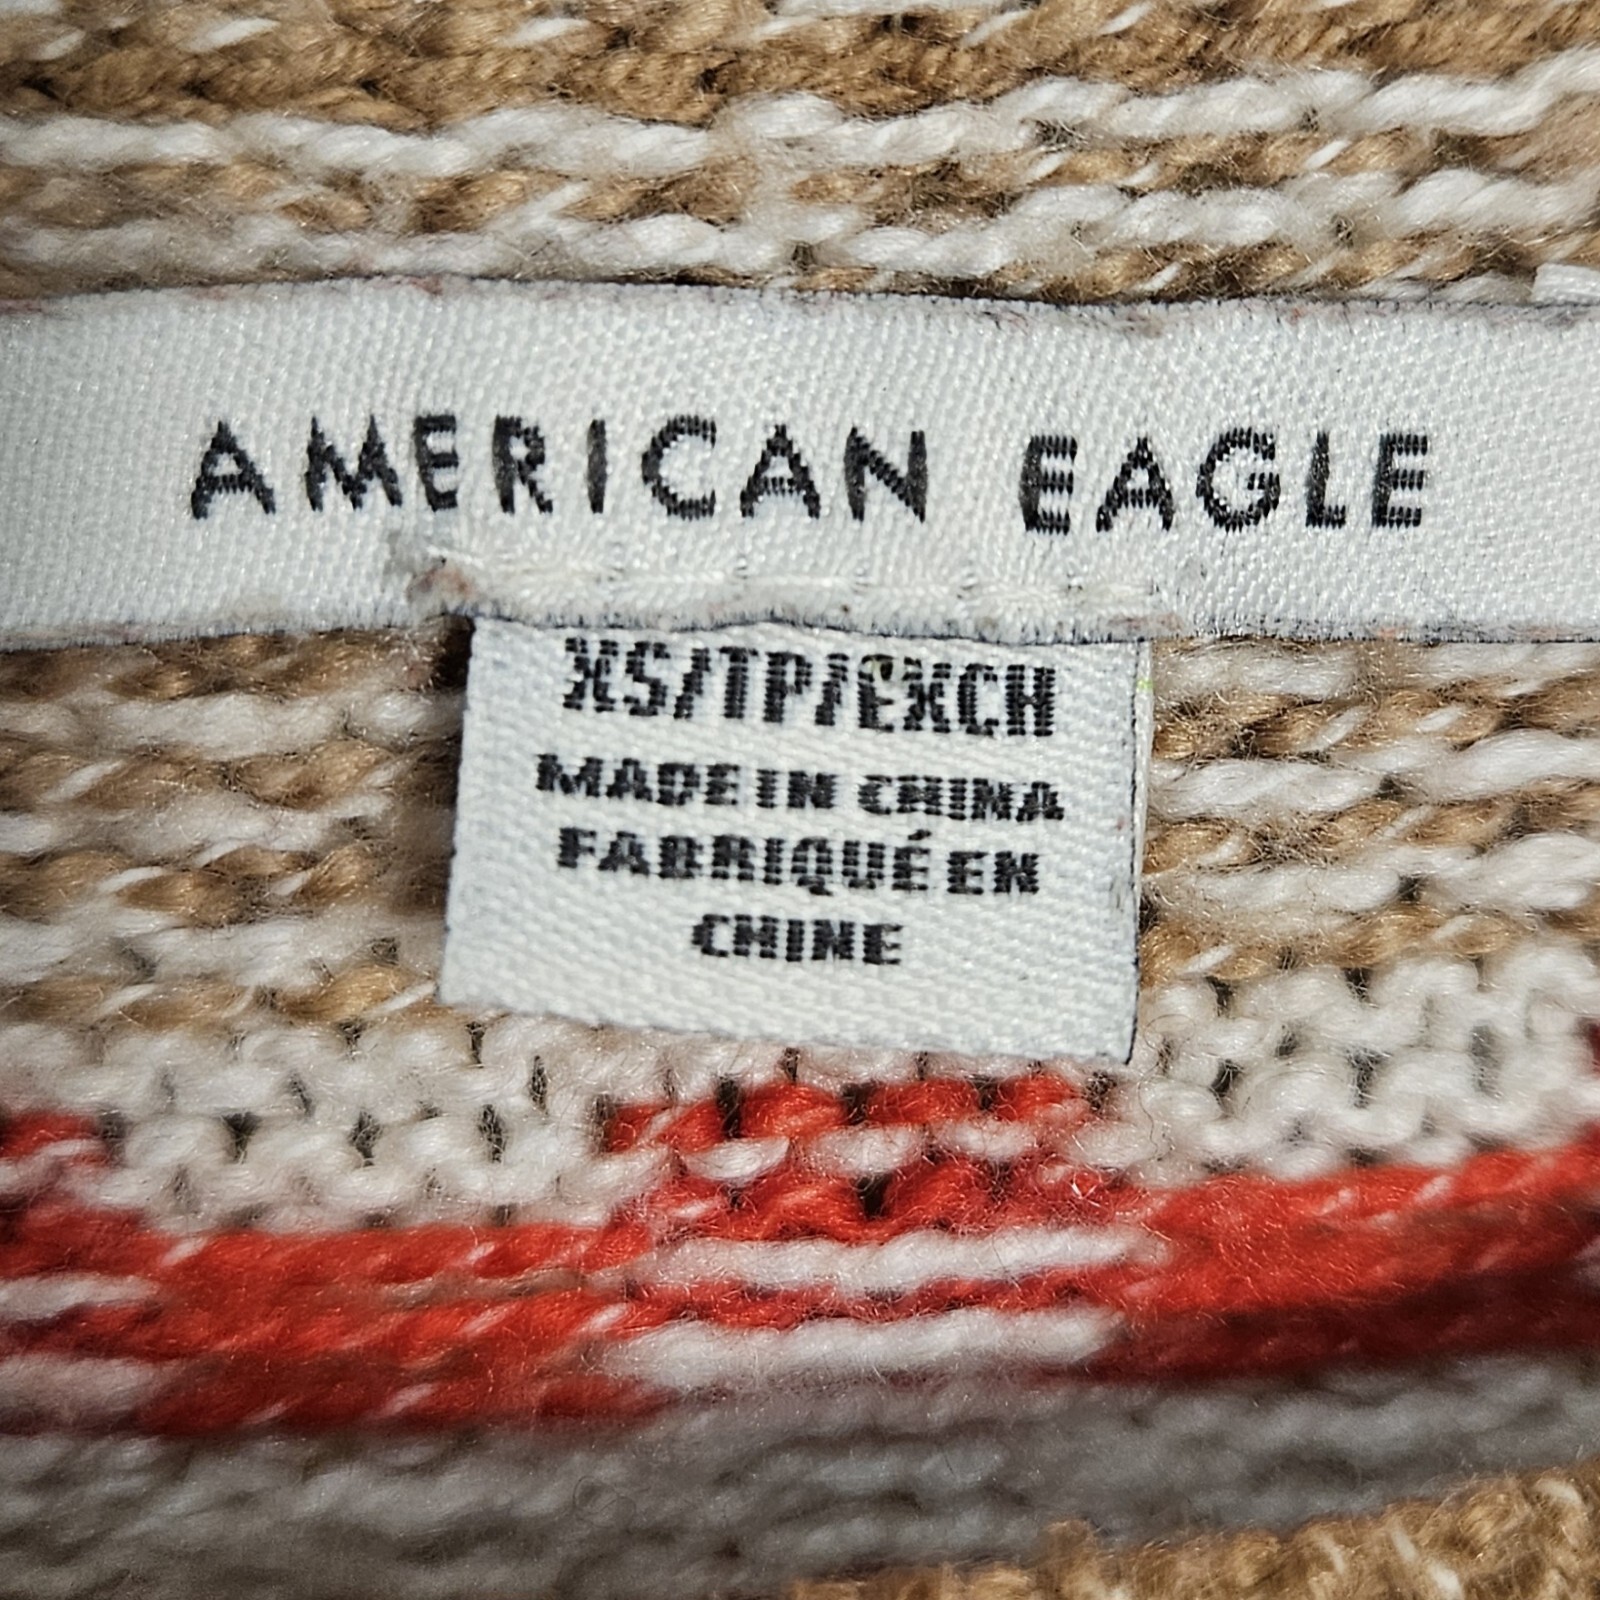 AMERICAN EAGLE
XS/TP/EXCH
MADE IN CHINA
FABRIQUÉ EN
CHINE